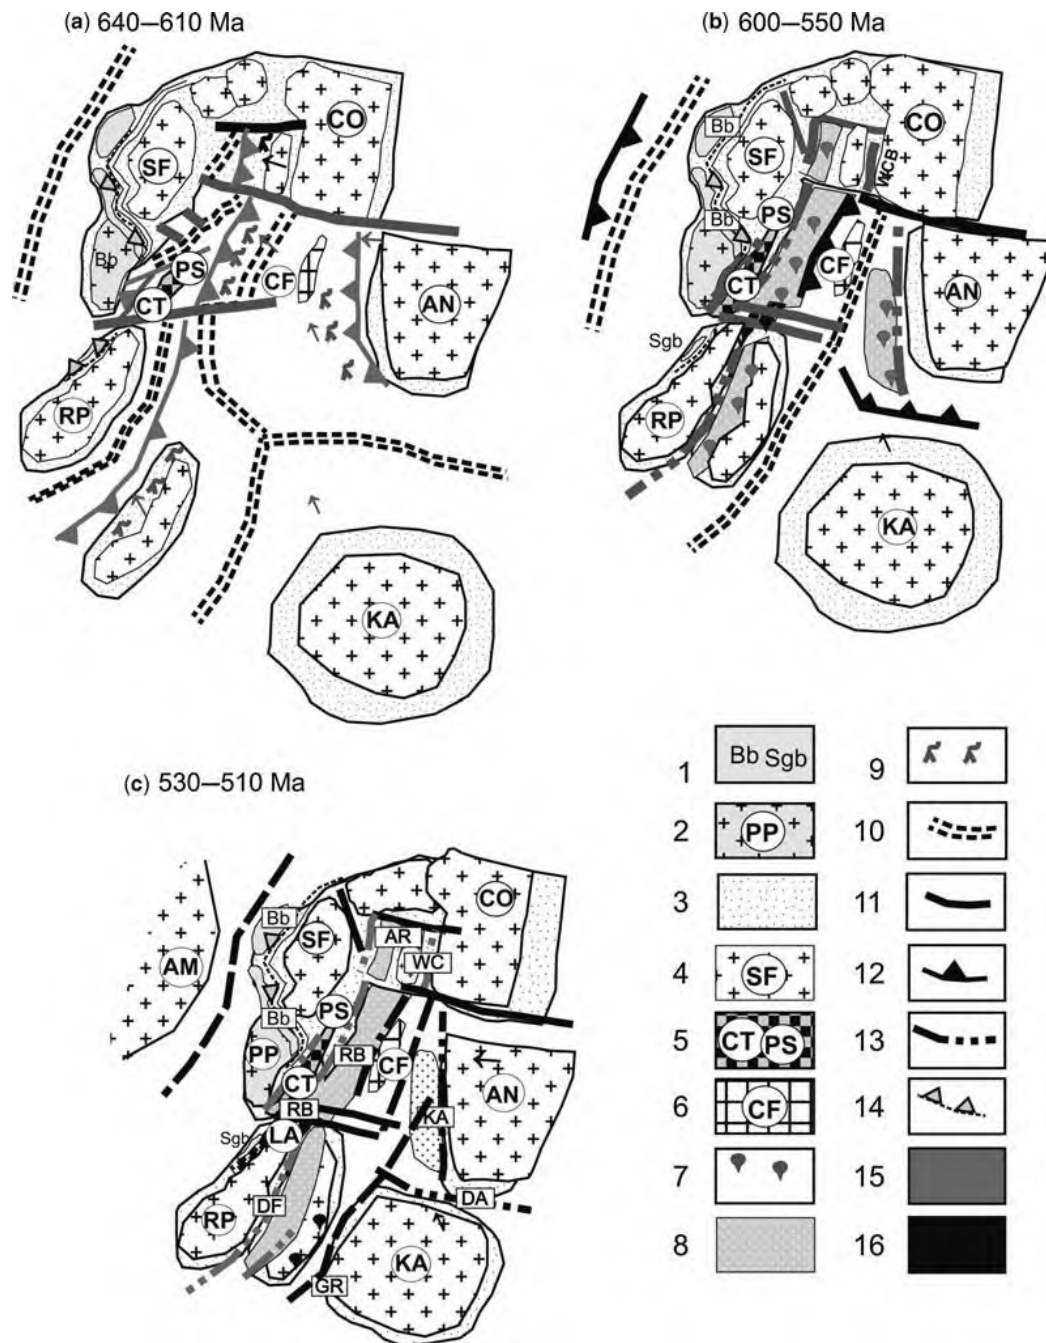 (a) 640–610 Ma
CO
SF
Bb
PS
CF
CT
AN
RP
KA
(b) 600–550 Ma
Bb
CO
SF
WCB
Bb
PS
CF
CT
AN
Sgb
RP
KA
(c) 530–510 Ma
CO
Bb
SF
AR
AM
WC
PS
Bb
PP
RB
CF
CT
AN
RB
KA
Sgb
LA
RP
DF
DA
KA
GR
1 Bb Sgb
2 PP
3
4 SF
5 CT PS
6 CF
7
8
9
10
11
12
13
14
15
16